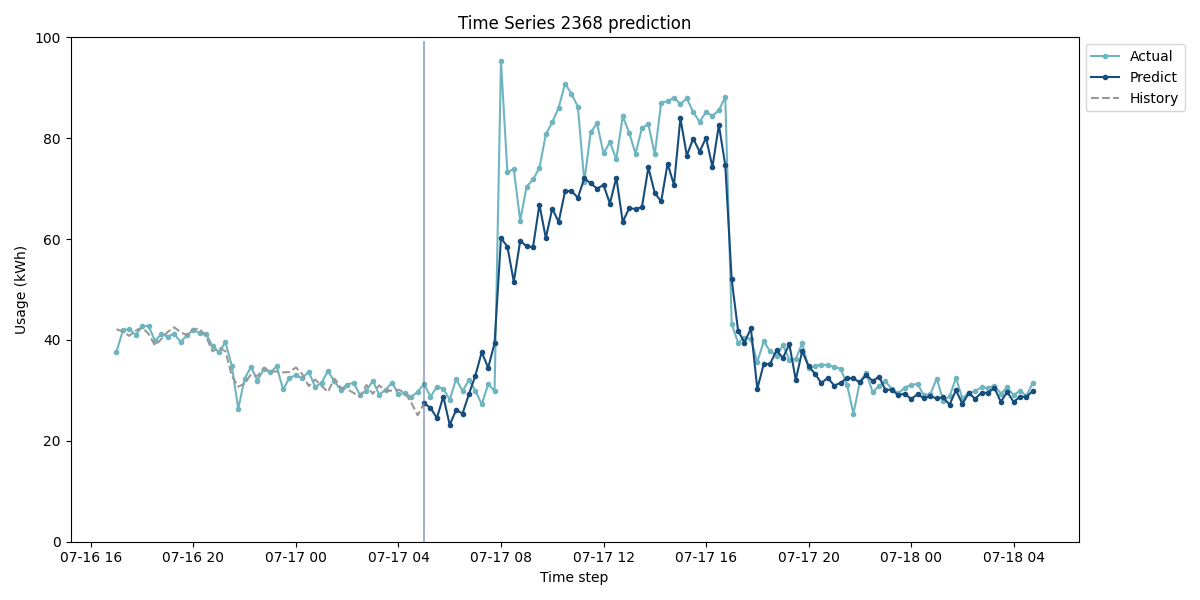 Time Series 2368 prediction
100
80
60
40
20
0
Usage (kWh)
07-16 16
07-16 20
07-17 00
07-17 04
07-17 08
07-17 12
07-17 16
07-17 20
07-18 00
07-18 04
Time step
Actual
Predict
History